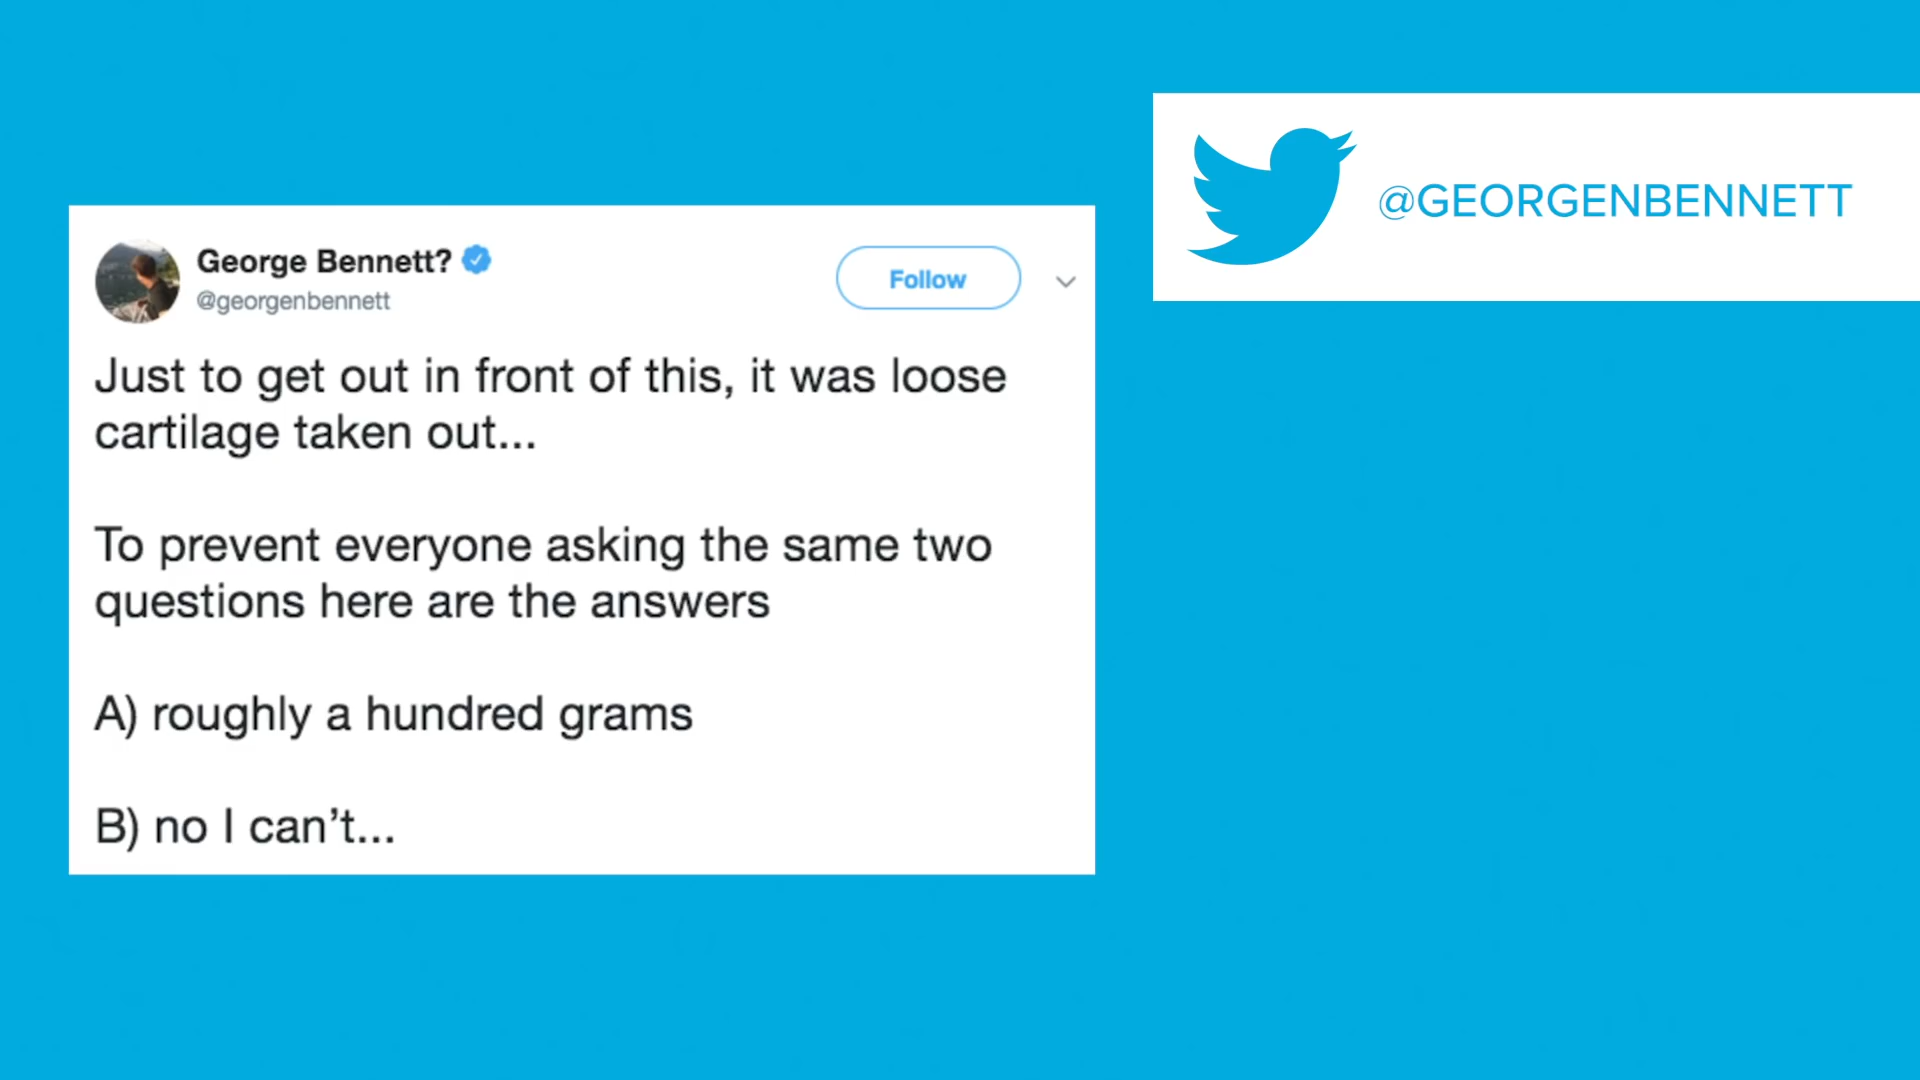 George Bennett?
@georgenbennett
Follow
Just to get out in front of this, it was loose
cartilage taken out...
To prevent everyone asking the same two
questions here are the answers
A) roughly a hundred grams
B) no I can’t...
@GEORGENBENNETT